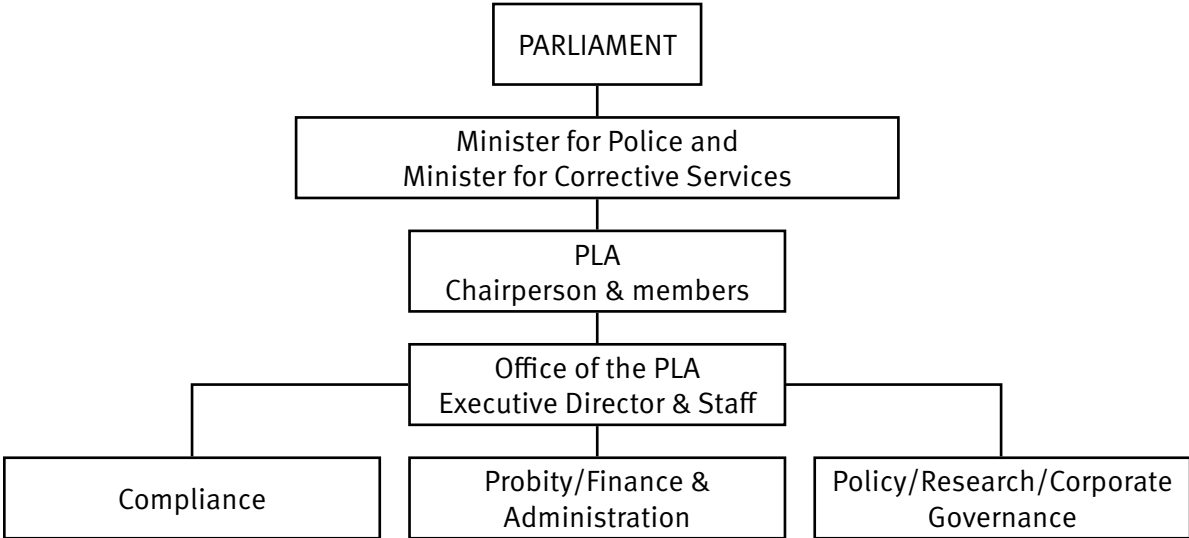 PARLIAMENT
Minister for Police and
Minister for Corrective Services
PLA
Chairperson & members
Office of the PLA
Executive Director & Staff
Compliance
Probity/Finance &
Administration
Policy/Research/Corporate
Governance